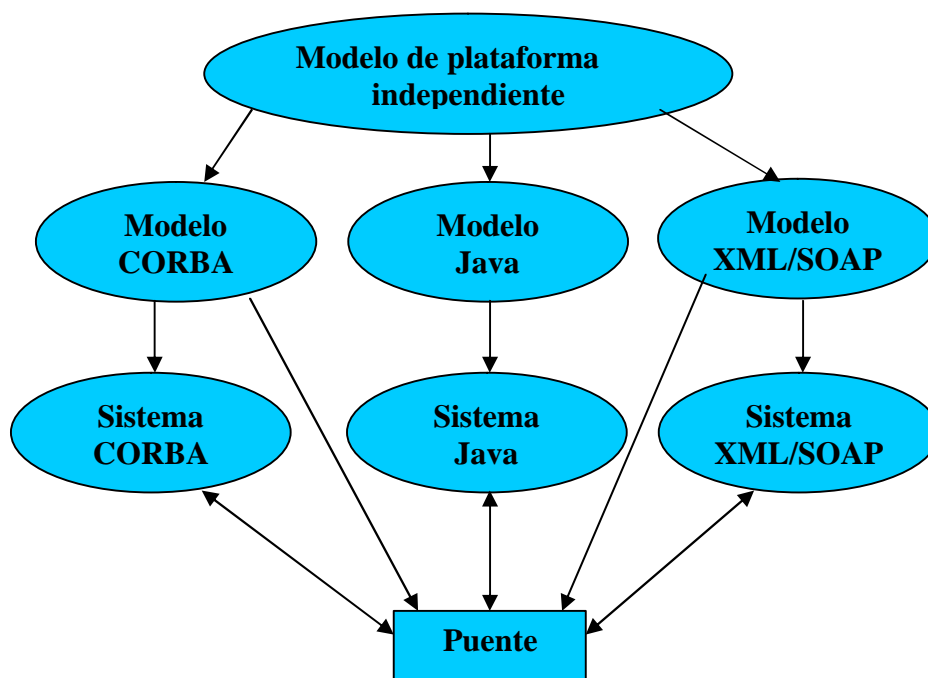 Modelo de plataforma
independiente
Modelo
CORBA
Modelo
Java
Modelo
XML/SOAP
Sistema
CORBA
Sistema
Java
Sistema
XML/SOAP
Puente